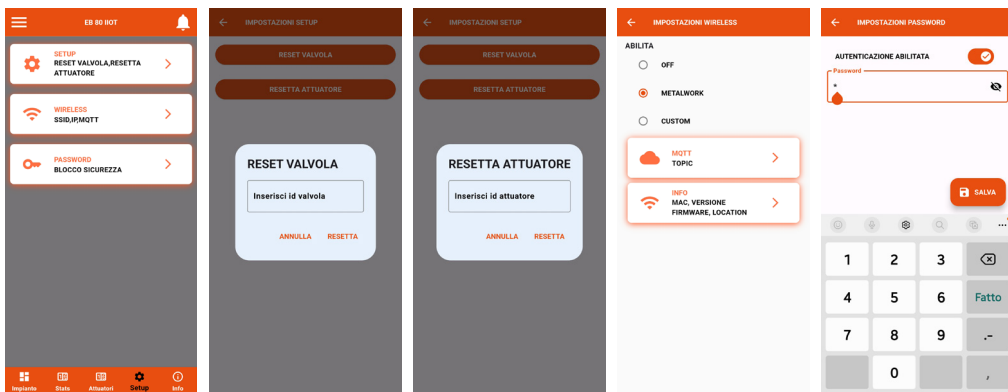 EB 80 IIOT
SETUP
RESET VALVOLA,RESETTA
ATTUATORE
WIRELESS
SSID,IP,MQTT
PASSWORD
BLOCCO SICUREZZA
Impianto
Stats
Attuatori
Setup
Info
IMPOSTAZIONI SETUP
RESET VALVOLA
RESETTA ATTUATORE
RESET VALVOLA
Inserisci id valvola
ANNULLA RESETTA
IMPOSTAZIONI SETUP
RESET VALVOLA
RESETTA ATTUATORE
RESETTA ATTUATORE
Inserisci id attuatore
ANNULLA RESETTA
IMPOSTAZIONI WIRELESS
ABILITA
OFF
METALWORK
CUSTOM
MQTT
TOPIC
INFO
MAC, VERSIONE
FIRMWARE, LOCATION
IMPOSTAZIONI PASSWORD
AUTENTICAZIONE ABILITATA
Password
SALVA
1 2 3
4 5 6 Fatto
7 8 9 .-
0 ,